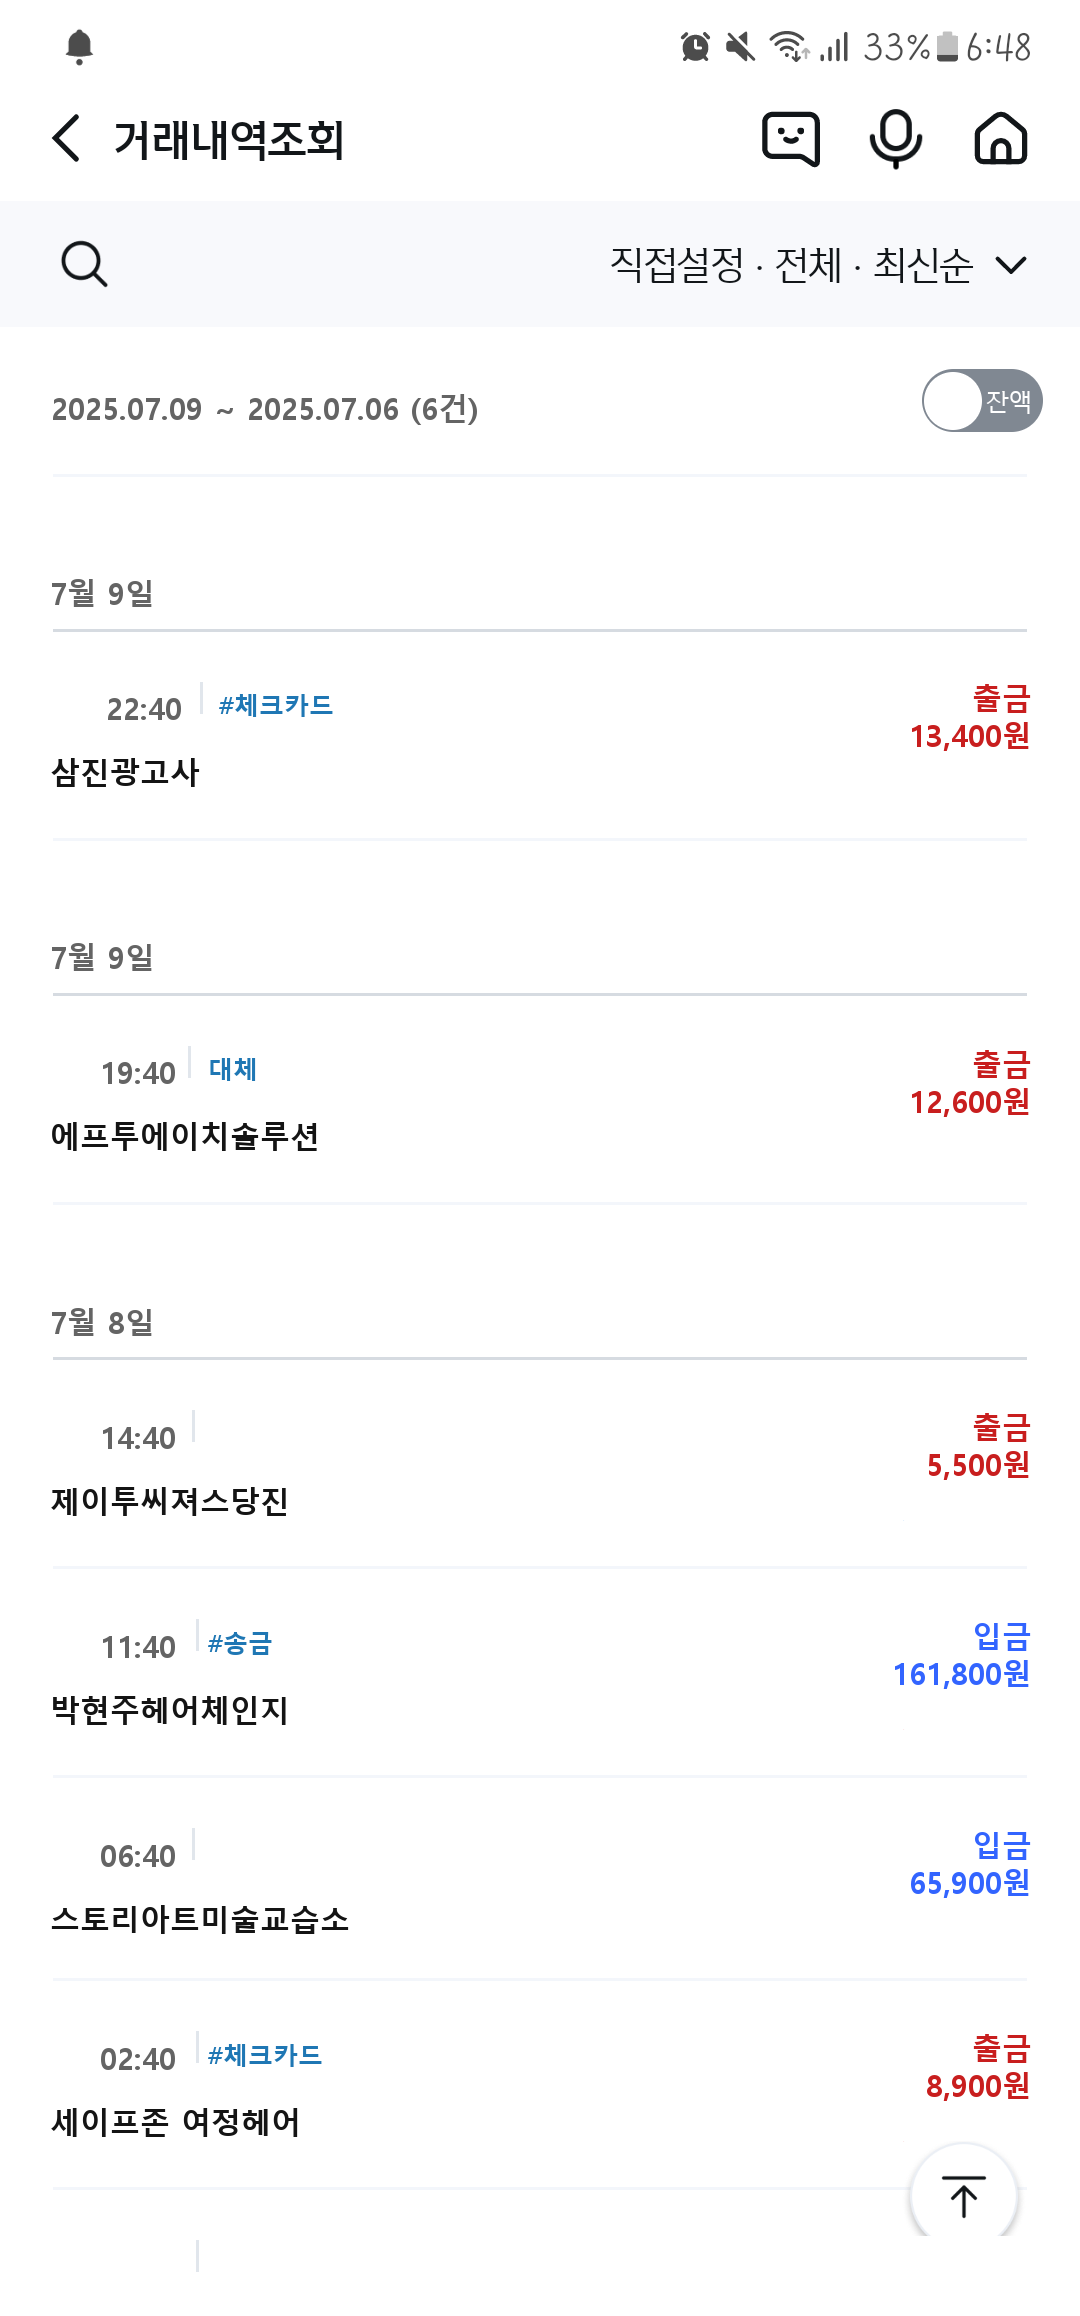 33% 6:48
거래내역조회
직접설정 · 전체 · 최신순
2025.07.09 ~ 2025.07.06 (6건)
잔액
7월 9일
22:40 #체크카드
출금
13,400원
삼진광고사
7월 9일
19:40 대체
출금
12,600원
에프투에이치솔루션
7월 8일
14:40
출금
5,500원
제이투씨져스당진
11:40 #송금
입금
161,800원
박현주헤어체인지
06:40
입금
65,900원
스토리아트미술교습소
02:40 #체크카드
출금
8,900원
세이프존 여정헤어